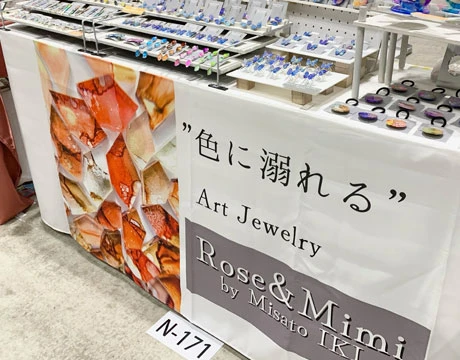 ”色に溺れる”
Art Jewelry
Rose&Mimi
by Misato IKI
N-171